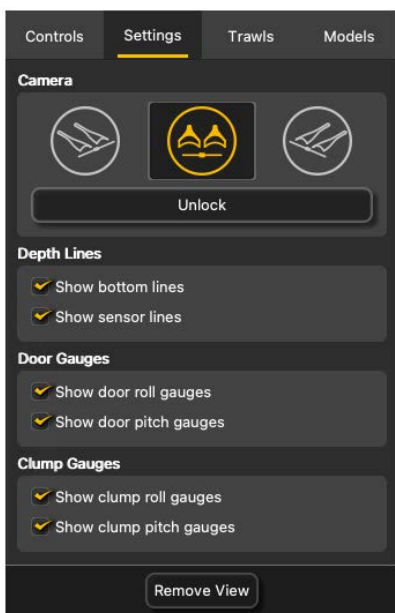 Controls Settings Trawls Models
Camera
Unlock
Depth Lines
Show bottom lines
Show sensor lines
Door Gauges
Show door roll gauges
Show door pitch gauges
Clump Gauges
Show clump roll gauges
Show clump pitch gauges
Remove View